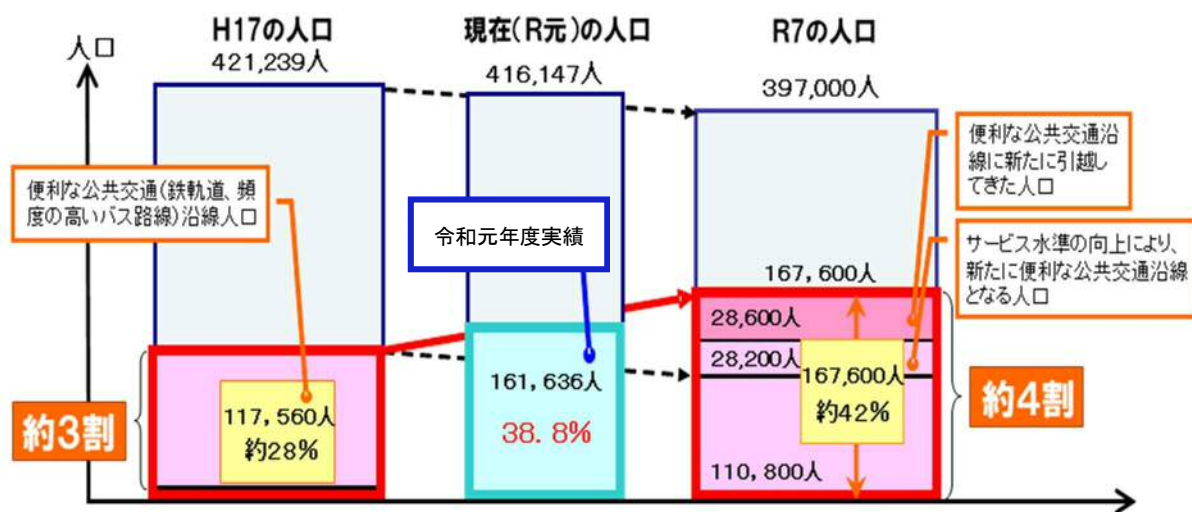 人口
H17の人口
421,239人
現在(R元)の人口
416,147人
R7の人口
397,000人
便利な公共交通(鉄軌道、頻
度の高いバス路線)沿線人口
令和元年度実績
便利な公共交通沿
線に新たに引越し
てきた人口
サービス水準の向上により、
新たに便利な公共交通沿線
となる人口
約3割
117,560人
約28%
161,636人
38.8%
167,600人
28,600人
28,200人
167,600人
約42%
110,800人
約4割